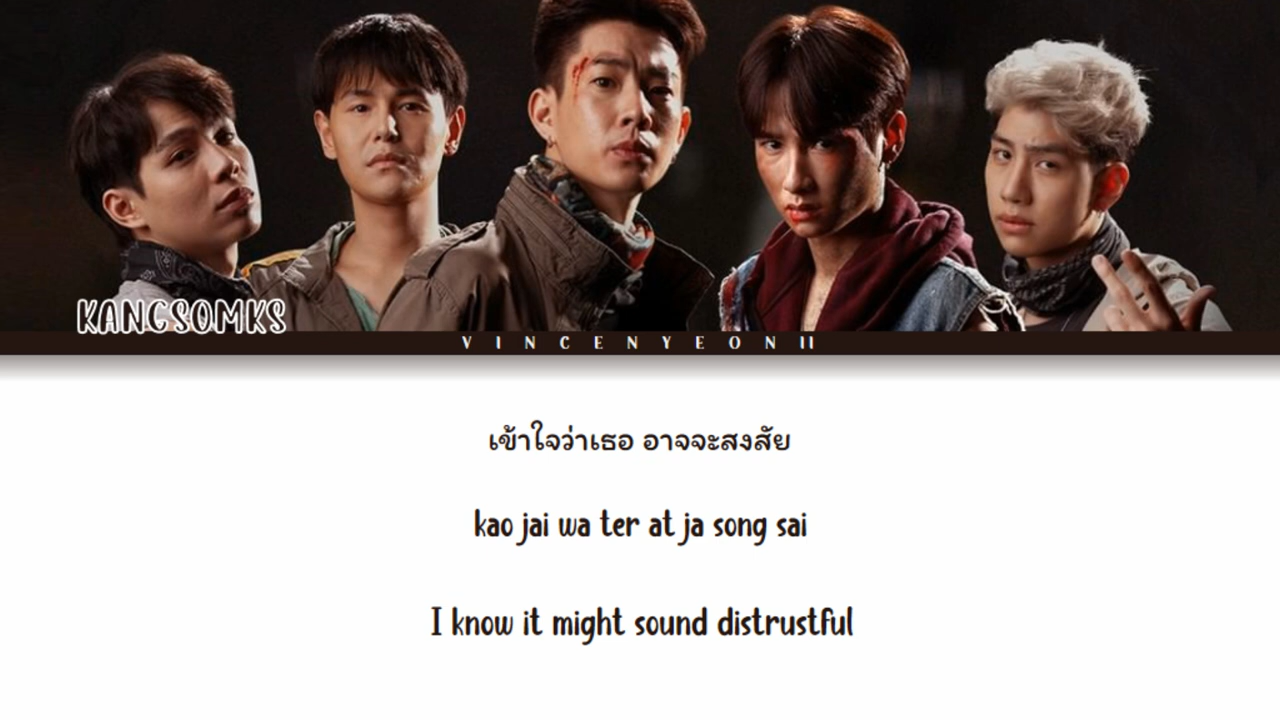 KANGSOMKS
VINCENYEON11
เข้าใจว่าเธอ อาจจะสงสัย
kao jai wa ter at ja song sai
I know it might sound distrustful